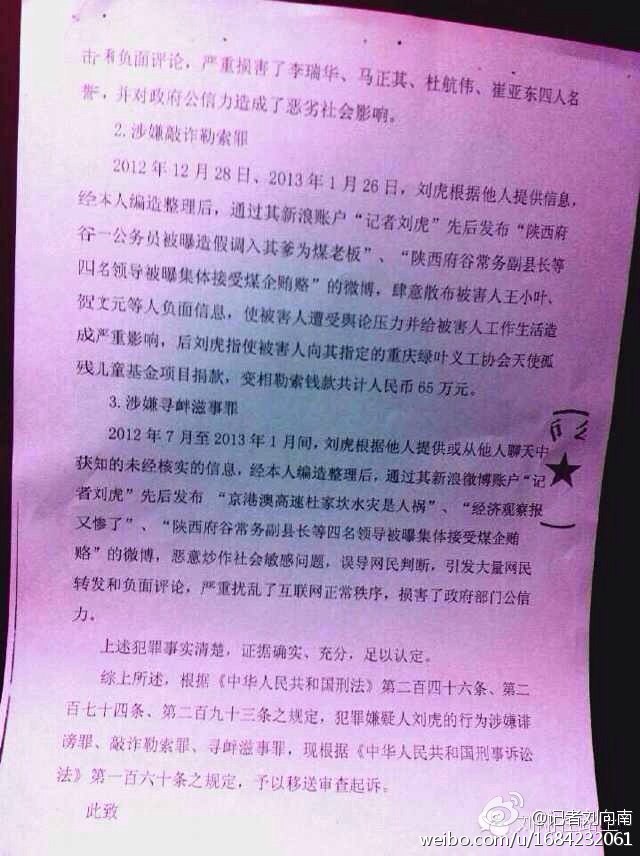 击和负面评论，严重损害了李瑞华、马正其、杜航伟、崔亚东四人名
誉，并对政府公信力造成了恶劣社会影响。
2.涉嫌敲诈勒索罪
2012年12月28日、2013年1月26日，刘虎根据他人提供信息，
经本人编造整理后，通过其新浪账户“记者刘虎”先后发布“陕西府
谷一公务员被曝造假调入其爹为煤老板”、“陕西府谷常务副县长等
四名领导被曝集体接受煤企贿赂”的微博，肆意散布被害人王小叶、
贺文元等人负面信息，使被害人遭受舆论压力并给被害人工作生活造
成严重影响，后刘虎指使被害人向其指定的重庆绿叶义工协会天使孤
残儿童基金项目捐款，变相勒索钱款共计人民币65万元。
3.涉嫌寻衅滋事罪
2012年7月至2013年1月间，刘虎根据他人提供或从他人聊天中
获知的未经核实的信息，经本人编造整理后，通过其新浪微博账户“记
者刘虎”先后发布 “京港澳高速杜家坎水灾是人祸”、“经济观察报
又惨了”、“陕西府谷常务副县长等四名领导被曝集体接受煤企贿
赂”的微博，恶意炒作社会敏感问题，误导网民判断，引发大量网民
转发和负面评论，严重扰乱了互联网正常秩序，损害了政府部门公信
力。
上述犯罪事实清楚，证据确实、充分，足以认定。
综上所述，根据《中华人民共和国刑法》第二百四十六条、第二
百七十四条、第二百九十三条之规定，犯罪嫌疑人刘虎的行为涉嫌诽
谤罪、敲诈勒索罪、寻衅滋事罪，现根据《中华人民共和国刑事诉讼
法》第一百六十条之规定，予以移送审查起诉。
此致
@记者刘向南
weibo.com/u/1684232061